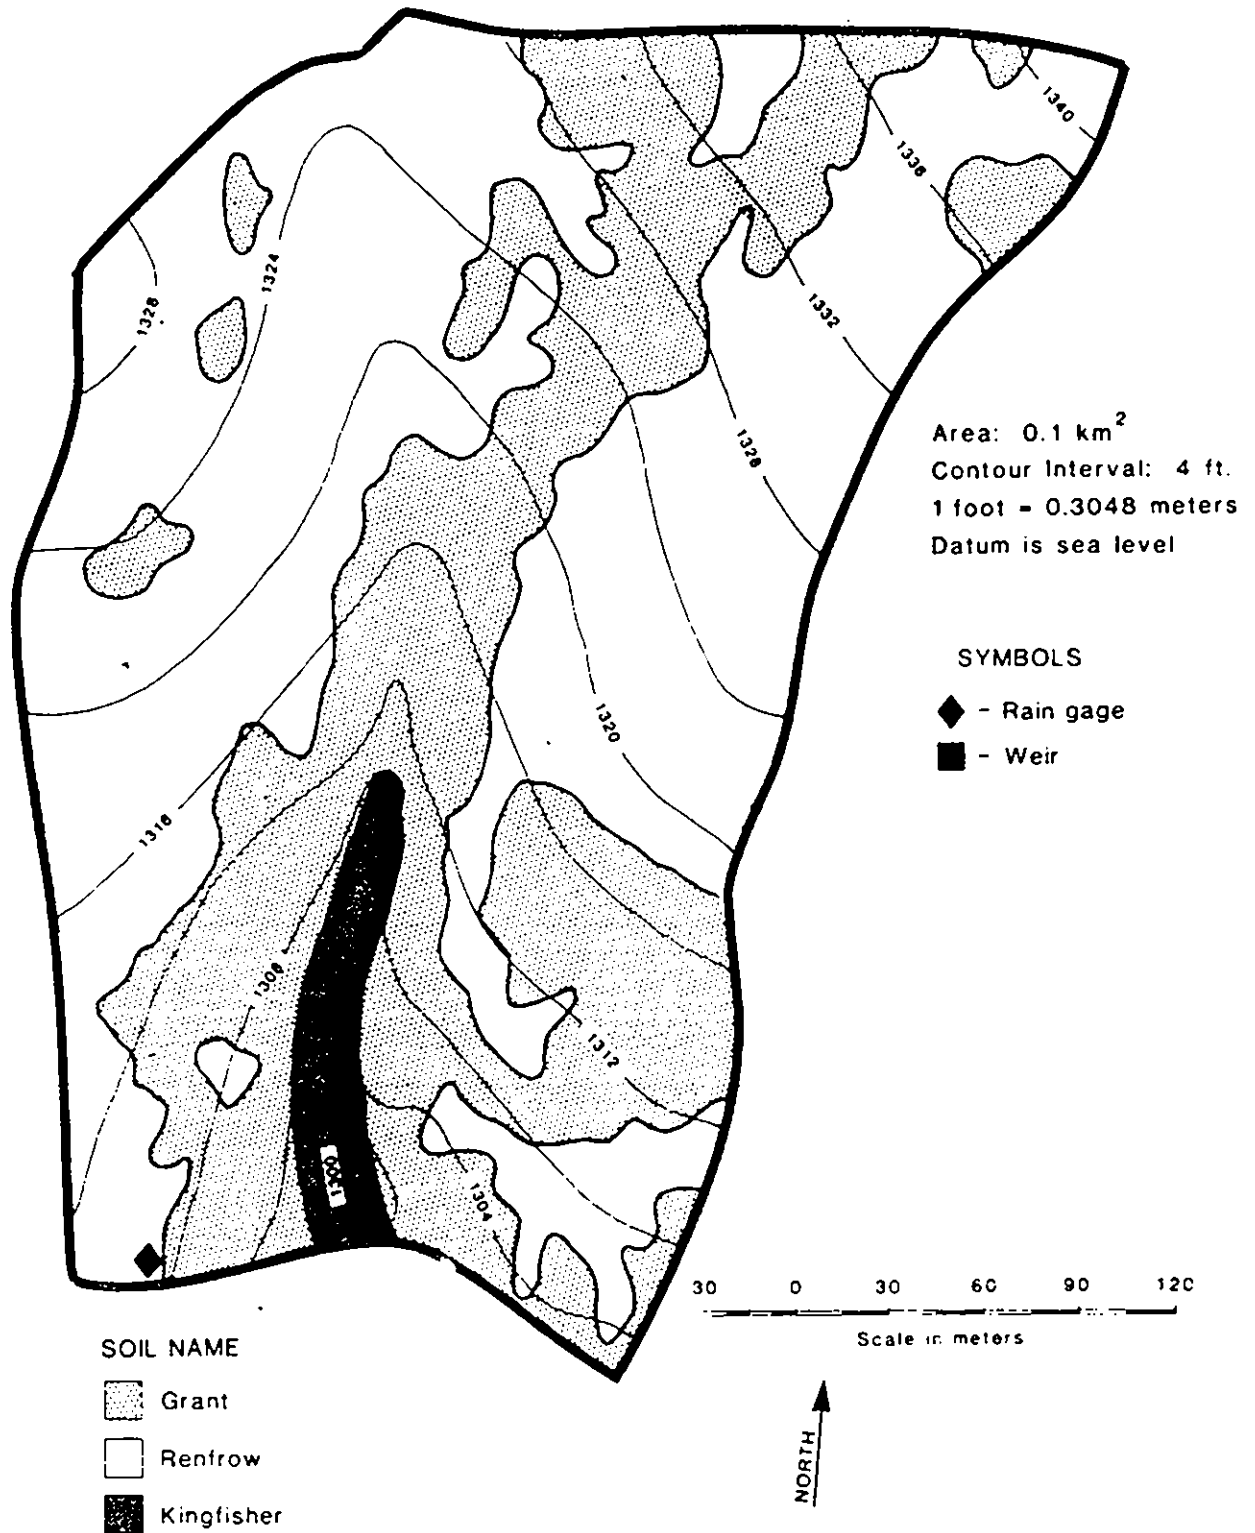 1340
1336
1324
1328
1332
Area: 0.1 km²
Contour Interval: 4 ft.
1 foot = 0.3048 meters
Datum is sea level
1328
SYMBOLS
- Rain gage
- Weir
1320
1316
1308
1312
1300
1304
30 0 30 60 90 120
Scale in meters
SOIL NAME
Grant
Renfrow
Kingfisher
NORTH